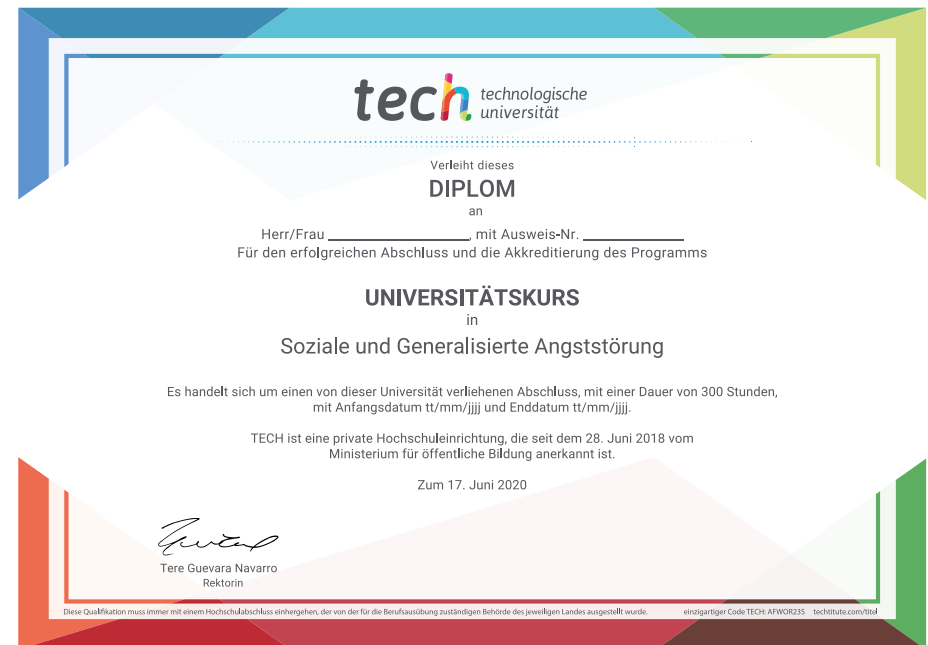 tech technologische
universität
Verleiht dieses
DIPLOM
an
Herr/Frau ____________________, mit Ausweis-Nr. ______________
Für den erfolgreichen Abschluss und die Akkreditierung des Programms
UNIVERSITÄTSKURS
in
Soziale und Generalisierte Angststörung
Es handelt sich um einen von dieser Universität verliehenen Abschluss, mit einer Dauer von 300 Stunden,
mit Anfangsdatum tt/mm/jjjj und Enddatum tt/mm/jjjj.
TECH ist eine private Hochschuleinrichtung, die seit dem 28. Juni 2018 vom
Ministerium für öffentliche Bildung anerkannt ist.
Zum 17. Juni 2020
Tere Guevara Navarro
Rektorin
Diese Qualifikation muss immer mit einem Hochschulabschluss einhergehen, der von der für die Berufsausübung zuständigen Behörde des jeweiligen Landes ausgestellt wurde. einzigartiger Code TECH: AFWOR23S techtitute.com/titel